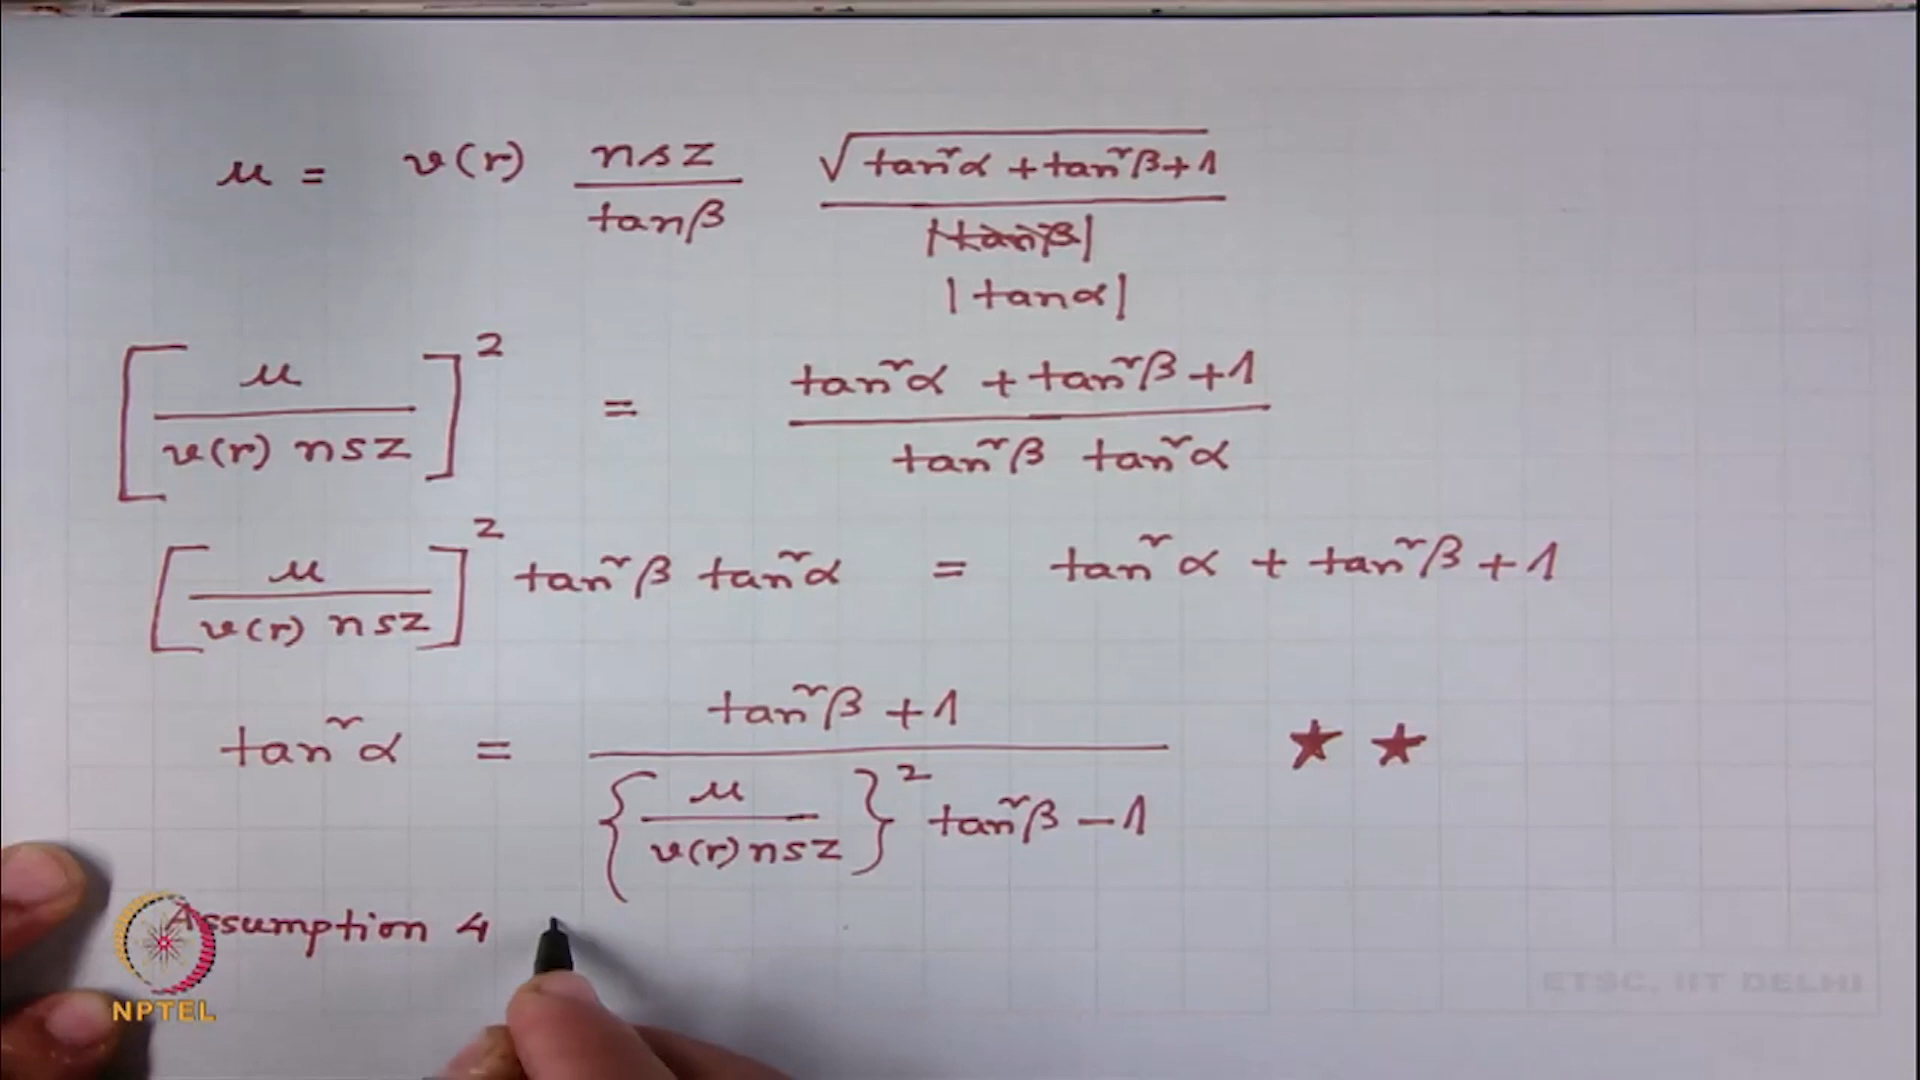 u = v(r) nsz / tanβ √(tan²α + tan²β + 1) / |tanα|
[u / v(r) nsz]² = (tan²α + tan²β + 1) / (tan²β tan²α)
[u / v(r) nsz]² tan²β tan²α = tan²α + tan²β + 1
tan²α = (tan²β + 1) / ({u / v(r) nsz}² tan²β − 1) ★ ★
Assumption 4
NPTEL
ETSC, IIT DELHI